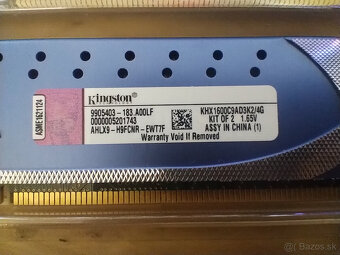 Kingston
9905403-183.A00LF
0000005201743
AHLX9-H9FCNR-EWT7F
KHX1600C9AD3K2/4G
KIT OF 2 1.65V
ASSY IN CHINA (1)
Warranty Void If Removed
ASME1621124
bazos.sk